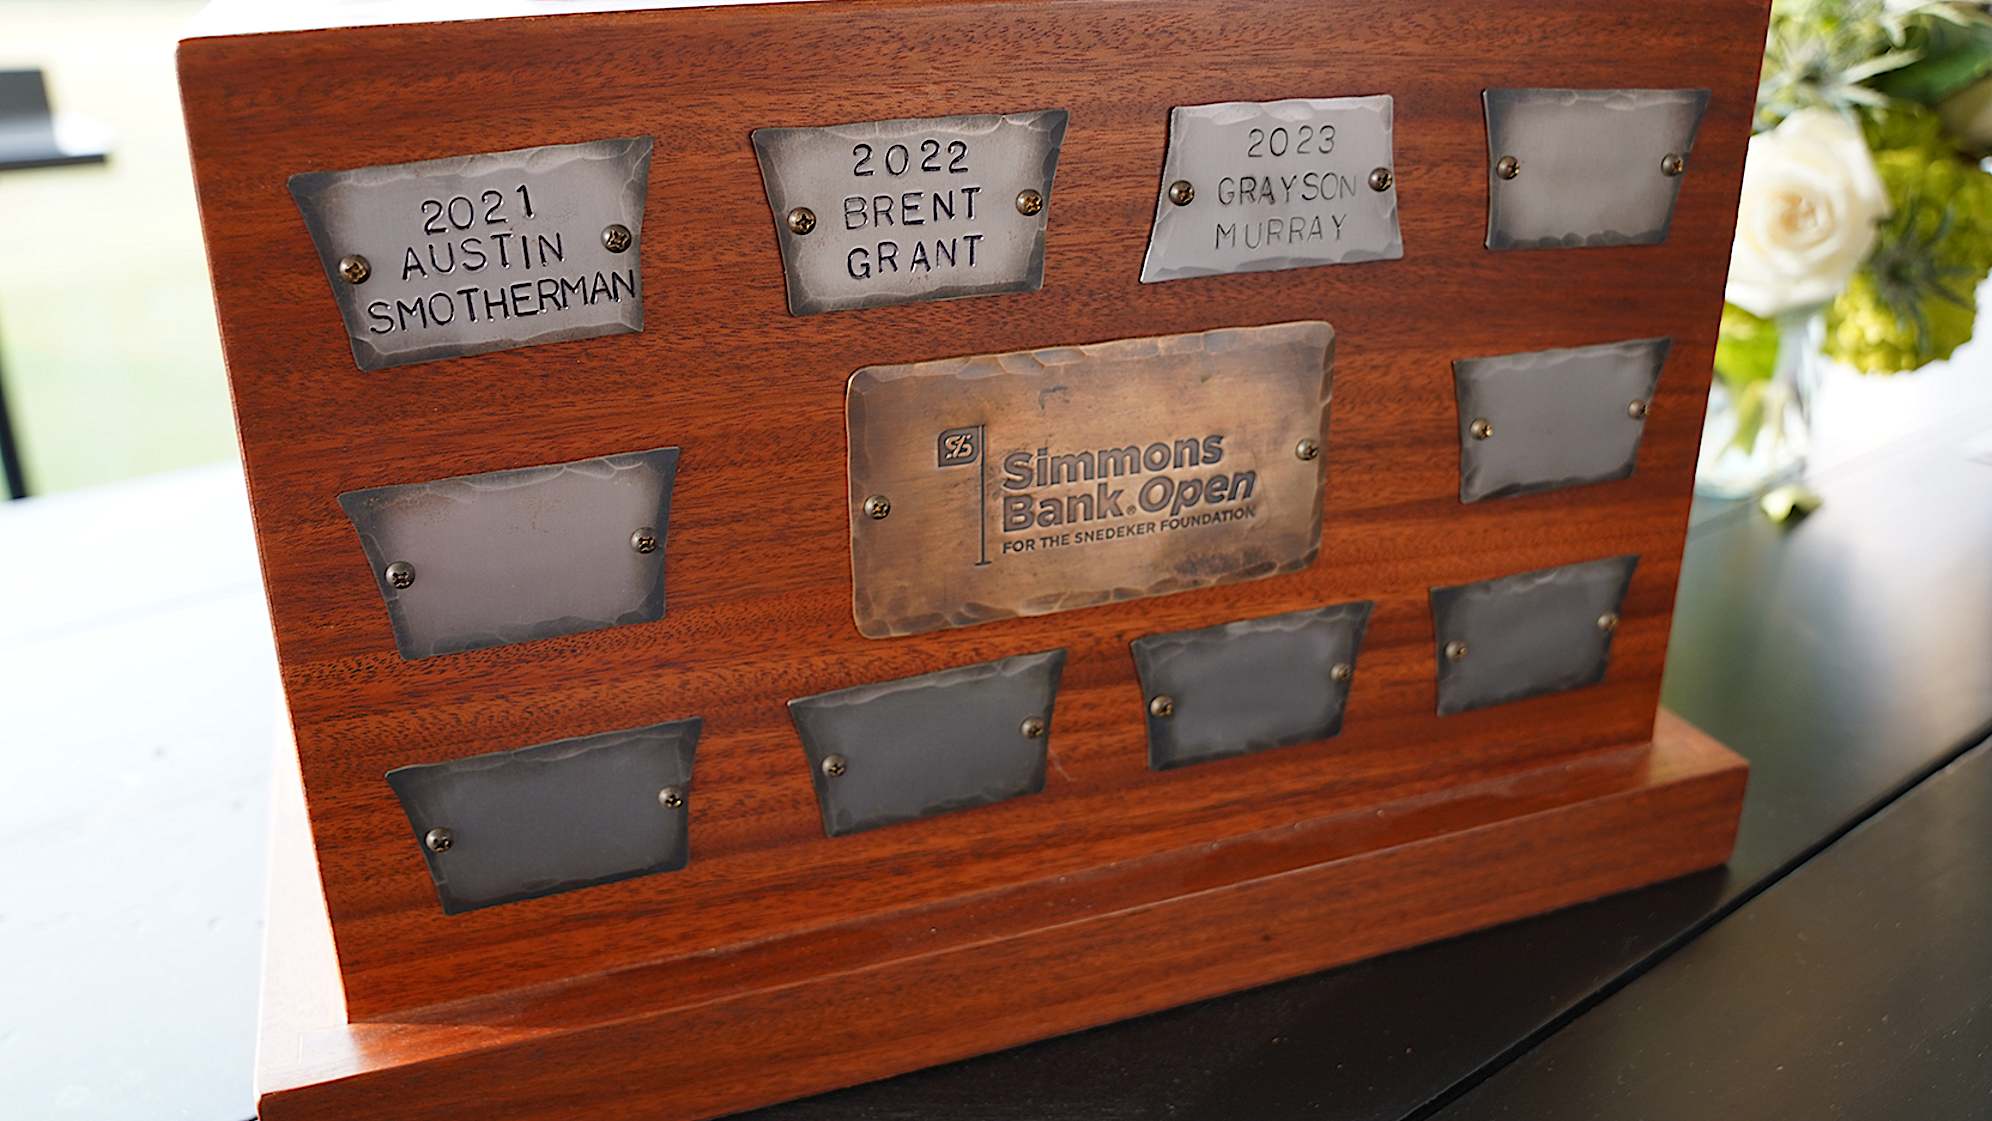 2021
AUSTIN
SMOTHERMAN
2022
BRENT
GRANT
2023
GRAYSON
MURRAY
Simmons
Bank® Open
FOR THE SNEDEKER FOUNDATION